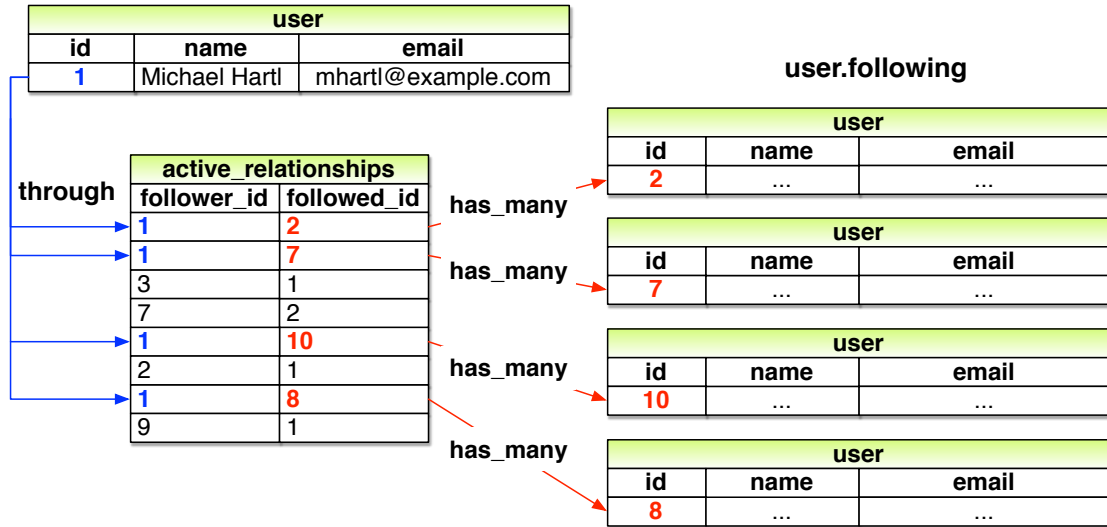 user
id name email
1 Michael Hartl mhartl@example.com
user.following
through
active_relationships
follower_id followed_id
1 2
1 7
3 1
7 2
1 10
2 1
1 8
9 1
has_many
has_many
has_many
has_many
user
id name email
2 ... ...
user
id name email
7 ... ...
user
id name email
10 ... ...
user
id name email
8 ... ...